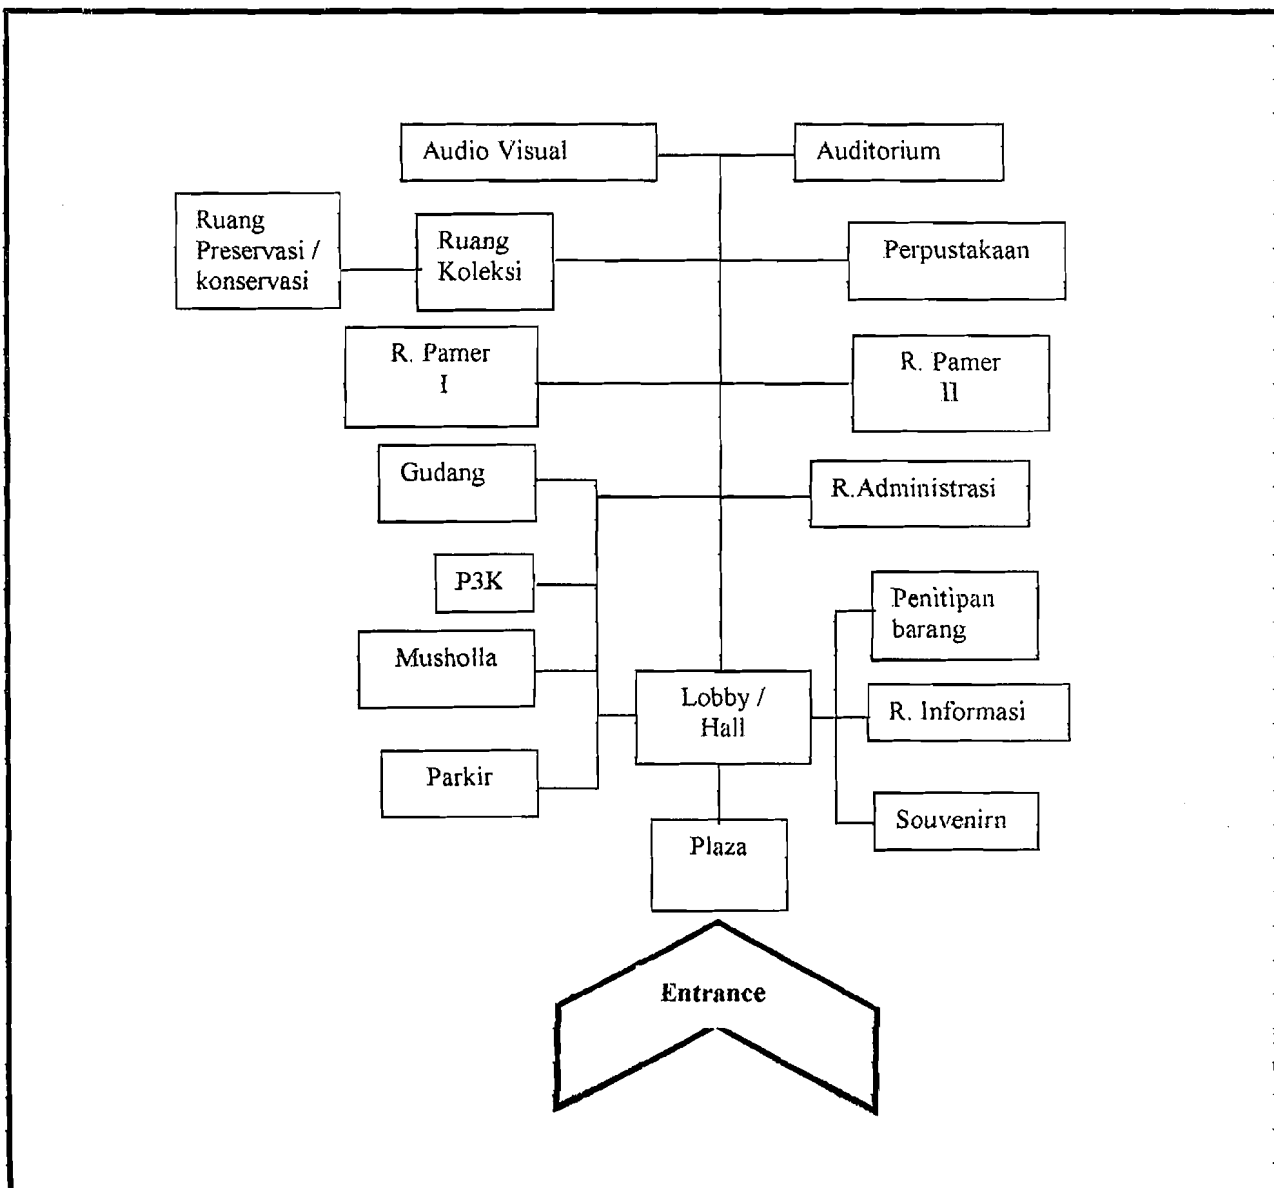 Audio Visual
Auditorium
Ruang
Preservasi /
konservasi
Ruang
Koleksi
Perpustakaan
R. Pamer
I
R. Pamer
II
Gudang
R.Administrasi
P3K
Penitipan
barang
Musholla
Lobby /
Hall
R. Informasi
Parkir
Souvenirn
Plaza
Entrance